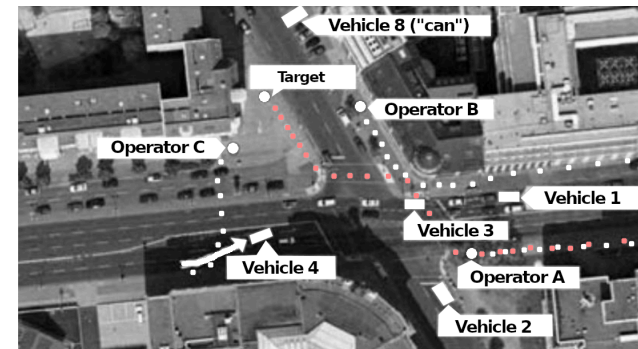 Vehicle 8 ("can")
Target
Operator B
Operator C
Vehicle 1
Vehicle 3
Vehicle 4
Operator A
Vehicle 2